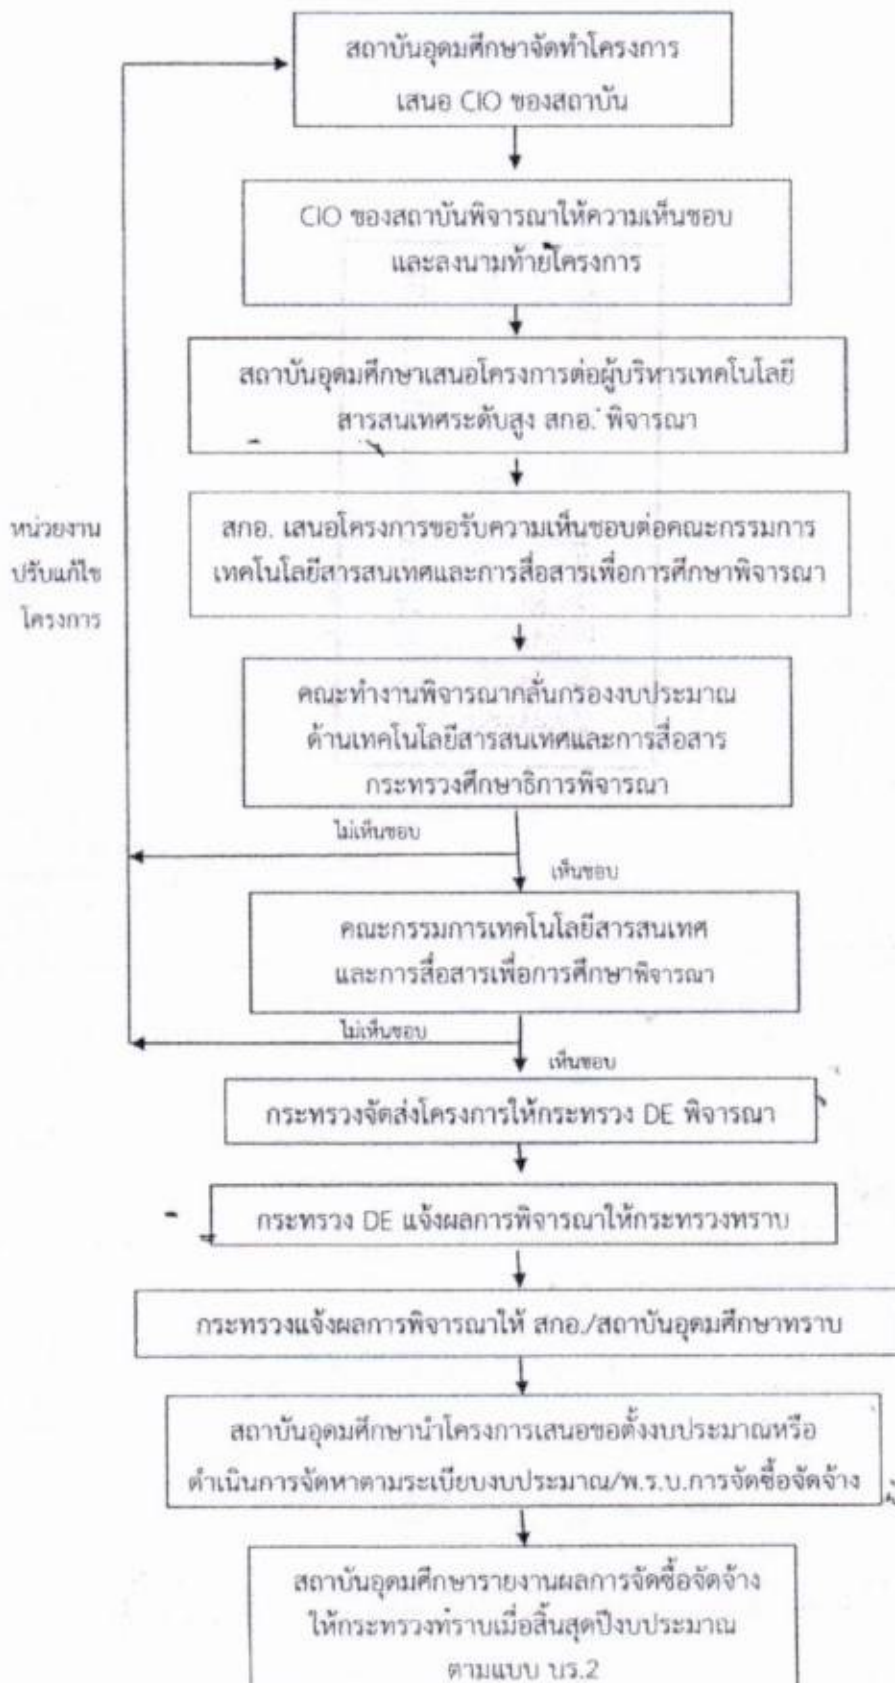 สถาบันอุดมศึกษาจัดทำโครงการ
เสนอ CIO ของสถาบัน
CIO ของสถาบันพิจารณาให้ความเห็นชอบ
และลงนามท้ายโครงการ
สถาบันอุดมศึกษาเสนอโครงการต่อผู้บริหารเทคโนโลยี
สารสนเทศระดับสูง สกอ. พิจารณา
หน่วยงาน
ปรับแก้ไข
โครงการ
สกอ. เสนอโครงการขอรับความเห็นชอบต่อคณะกรรมการ
เทคโนโลยีสารสนเทศและการสื่อสารเพื่อการศึกษาพิจารณา
คณะทำงานพิจารณากลั่นกรองงบประมาณ
ด้านเทคโนโลยีสารสนเทศและการสื่อสาร
กระทรวงศึกษาธิการพิจารณา
ไม่เห็นชอบ
เห็นชอบ
คณะกรรมการเทคโนโลยีสารสนเทศ
และการสื่อสารเพื่อการศึกษาพิจารณา
ไม่เห็นชอบ
เห็นชอบ
กระทรวงจัดส่งโครงการให้กระทรวง DE พิจารณา
กระทรวง DE แจ้งผลการพิจารณาให้กระทรวงทราบ
กระทรวงแจ้งผลการพิจารณาให้ สกอ./สถาบันอุดมศึกษาทราบ
สถาบันอุดมศึกษานำโครงการเสนอขอตั้งงบประมาณหรือ
ดำเนินการจัดหาตามระเบียบงบประมาณ/พ.ร.บ.การจัดซื้อจัดจ้าง
สถาบันอุดมศึกษารายงานผลการจัดซื้อจัดจ้าง
ให้กระทรวงทราบเมื่อสิ้นสุดปีงบประมาณ
ตามแบบ บร.2